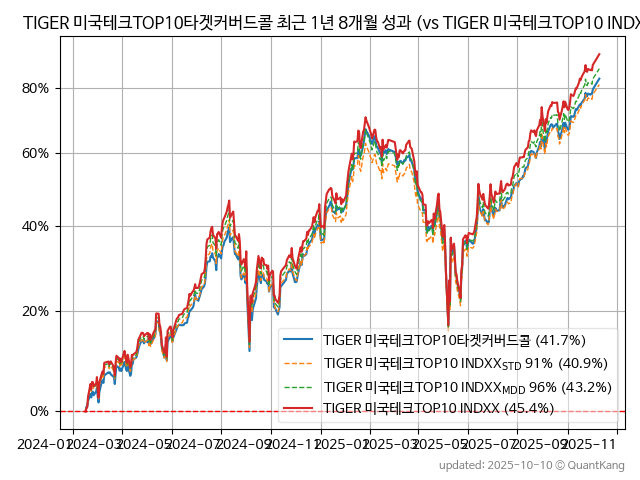 TIGER 미국테크TOP10타겟커버드콜 최근 1년 8개월 성과 (vs TIGER 미국테크TOP10 INDX
80%
60%
40%
20%
0%
TIGER 미국테크TOP10타겟커버드콜 (41.7%)
TIGER 미국테크TOP10 INDXX STD 91% (40.9%)
TIGER 미국테크TOP10 INDXX MDD 96% (43.2%)
TIGER 미국테크TOP10 INDXX (45.4%)
2024-01 2024-03 2024-05 2024-07 2024-09 2024-11 2025-01 2025-03 2025-05 2025-07 2025-09 2025-11
updated: 2025-10-10 © QuantKang